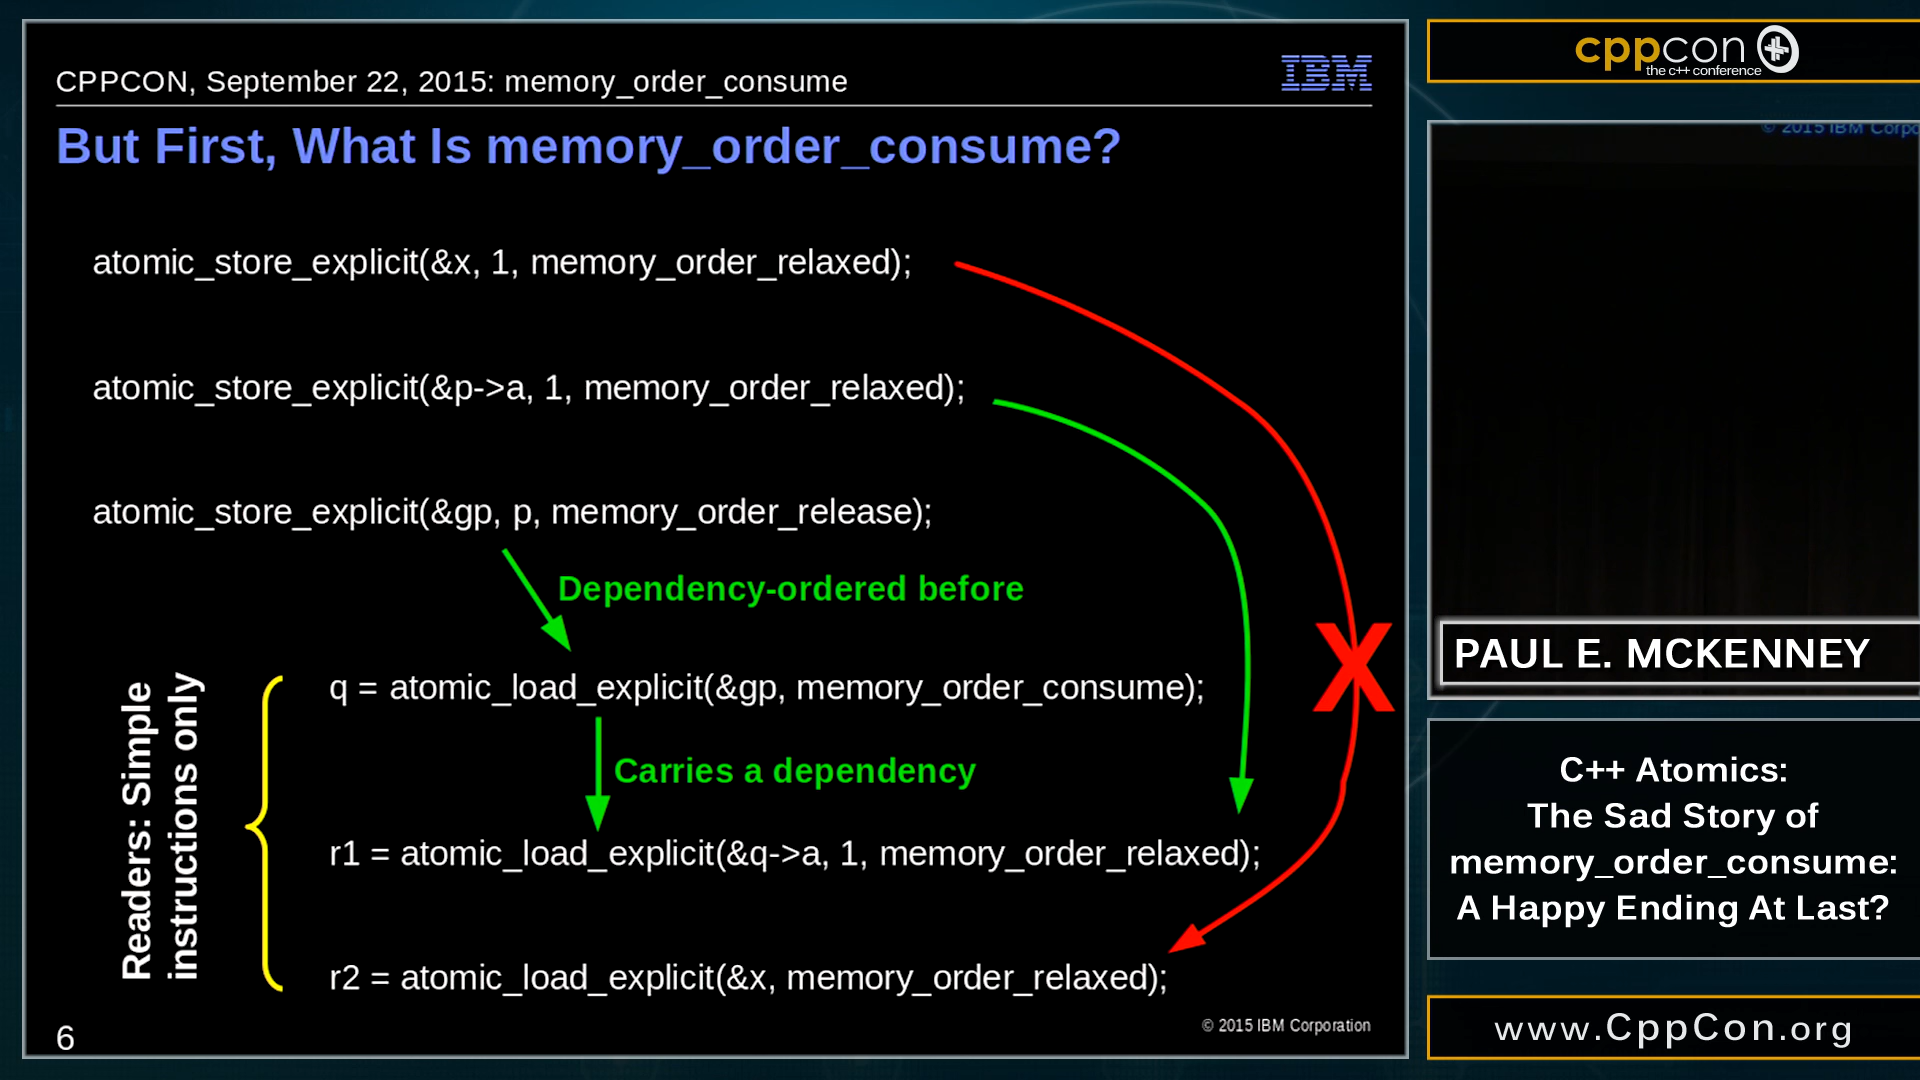 CPPCON, September 22, 2015: memory_order_consume
IBM
But First, What Is memory_order_consume?
atomic_store_explicit(&x, 1, memory_order_relaxed);
atomic_store_explicit(&p->a, 1, memory_order_relaxed);
atomic_store_explicit(&gp, p, memory_order_release);
Dependency-ordered before
q = atomic_load_explicit(&gp, memory_order_consume);
Carries a dependency
r1 = atomic_load_explicit(&q->a, 1, memory_order_relaxed);
r2 = atomic_load_explicit(&x, memory_order_relaxed);
X
Readers: Simple
instructions only
6
© 2015 IBM Corporation
cppcon
the c++ conference
© 2015 IBM Corpo
PAUL E. MCKENNEY
C++ Atomics:
The Sad Story of
memory_order_consume:
A Happy Ending At Last?
www.CppCon.org